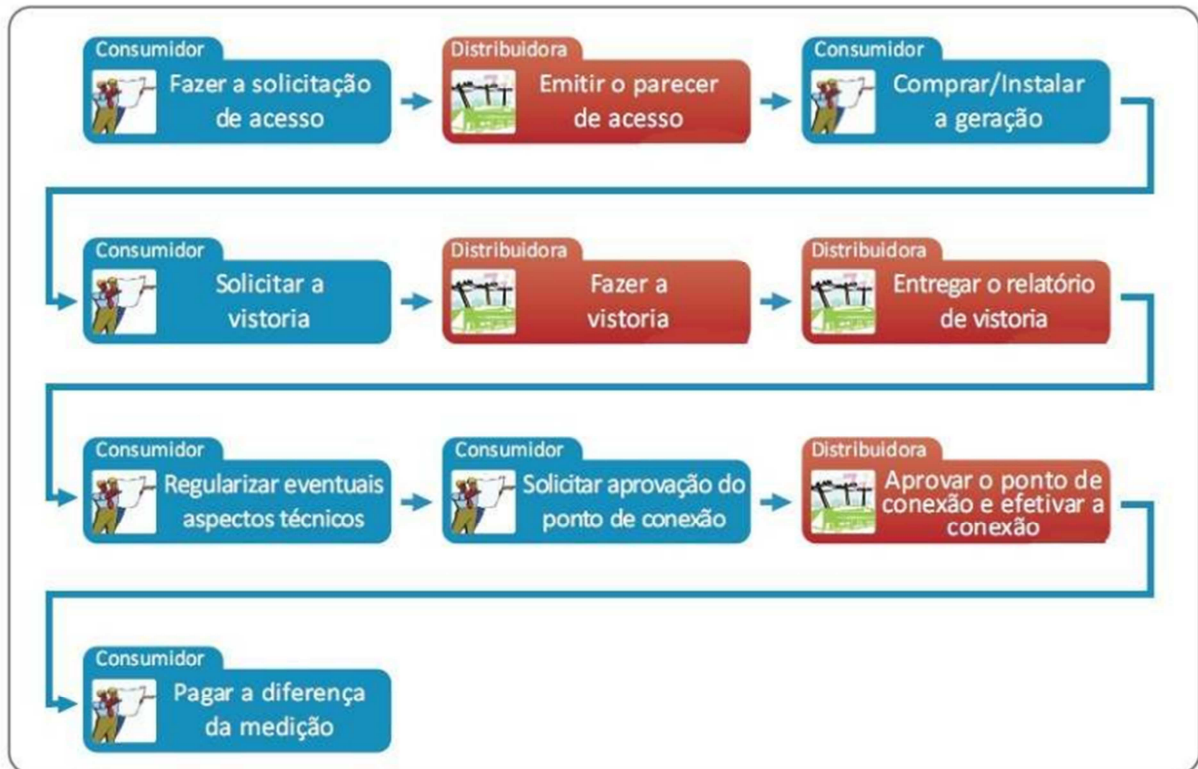 Consumidor
Fazer a solicitação
de acesso
Distribuidora
Emitir o parecer
de acesso
Consumidor
Comprar/Instalar
a geração
Consumidor
Solicitar a
vistoria
Distribuidora
Fazer a
vistoria
Distribuidora
Entregar o relatório
de vistoria
Consumidor
Regularizar eventuais
aspectos técnicos
Consumidor
Solicitar aprovação do
ponto de conexão
Distribuidora
Aprovar o ponto de
conexão e efetivar a
conexão
Consumidor
Pagar a diferença
da medição